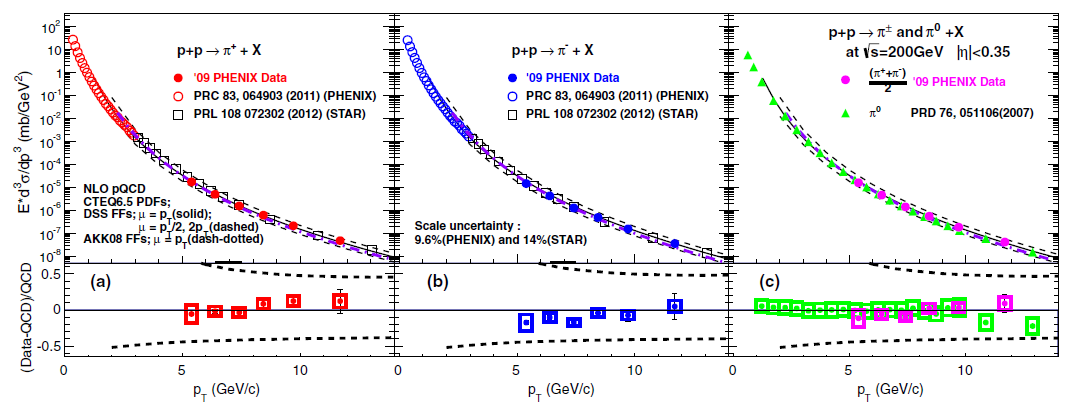 E*d³σ/dp³ (mb/GeV²)
10²
10
1
10⁻¹
10⁻²
10⁻³
10⁻⁴
10⁻⁵
10⁻⁶
10⁻⁷
10⁻⁸
p+p → π⁺ + X
'09 PHENIX Data
PRC 83, 064903 (2011) (PHENIX)
PRL 108 072302 (2012) (STAR)
NLO pQCD
CTEQ6.5 PDFs;
DSS FFs; μ = p_T(solid);
μ = p_T/2, 2p_T(dashed)
AKK08 FFs; μ = p_T(dash-dotted)
p+p → π⁻ + X
'09 PHENIX Data
PRC 83, 064903 (2011) (PHENIX)
PRL 108 072302 (2012) (STAR)
Scale uncertainty :
9.6%(PHENIX) and 14%(STAR)
p+p → π± and π⁰ +X
at √s=200GeV |η|<0.35
(π⁺+π⁻)/2 '09 PHENIX Data
π⁰ PRD 76, 051106(2007)
(Data-QCD)/QCD
0.5
0
-0.5
(a)
(b)
(c)
0 5 10
0 5 10
0 5 10
p_T (GeV/c)
p_T (GeV/c)
p_T (GeV/c)